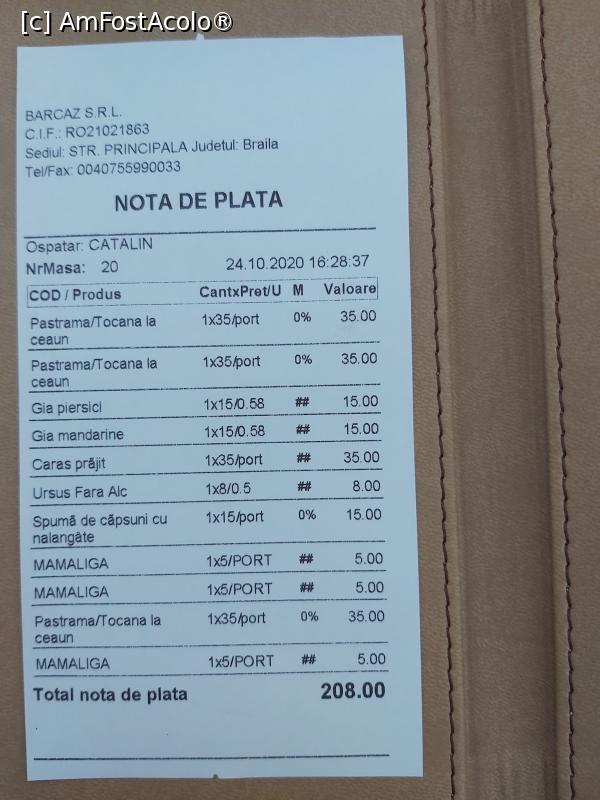 [c] AmFostAcolo®
BARCAZ S.R.L.
C.I.F.: RO21021863
Sediul: STR. PRINCIPALA Judetul: Braila
Tel/Fax: 0040755990033
NOTA DE PLATA
Ospatar: CATALIN
NrMasa: 20 24.10.2020 16:28:37
COD / Produs CantxPret/U M Valoare
Pastrama/Tocana la 1x35/port 0% 35.00
ceaun
Pastrama/Tocana la 1x35/port 0% 35.00
ceaun
Gia piersici 1x15/0.58 ## 15.00
Gia mandarine 1x15/0.58 ## 15.00
Caras prăjit 1x35/port ## 35.00
Ursus Fara Alc 1x8/0.5 ## 8.00
Spumă de căpsuni cu 1x15/port 0% 15.00
nalangâte
MAMALIGA 1x5/PORT ## 5.00
MAMALIGA 1x5/PORT ## 5.00
Pastrama/Tocana la 1x35/port 0% 35.00
ceaun
MAMALIGA 1x5/PORT ## 5.00
Total nota de plata 208.00